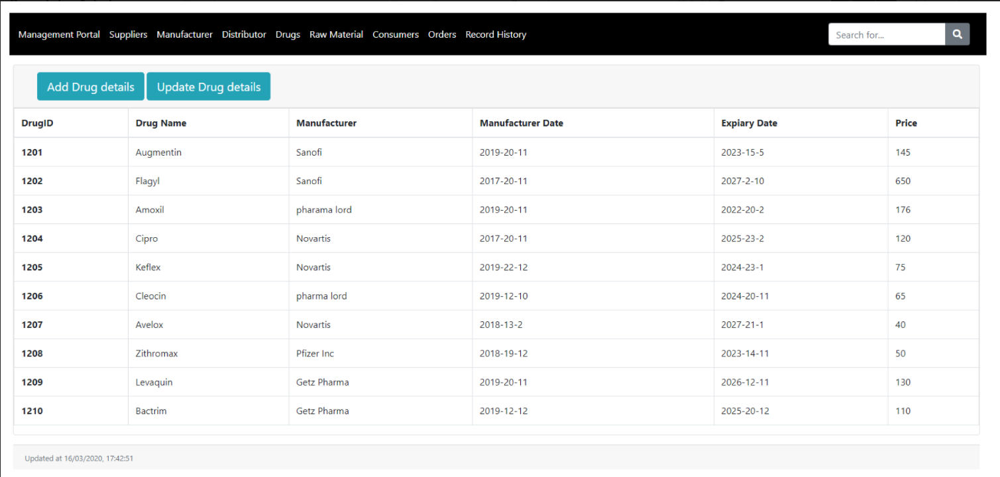 Management Portal Suppliers Manufacturer Distributor Drugs Raw Material Consumers Orders Record History Search for...
Add Drug details Update Drug details
DrugID Drug Name Manufacturer Manufacturer Date Expiary Date Price
1201 Augmentin Sanofi 2019-20-11 2023-15-5 145
1202 Flagyl Sanofi 2017-20-11 2027-2-10 650
1203 Amoxil pharama lord 2019-20-11 2022-20-2 176
1204 Cipro Novartis 2017-20-11 2025-23-2 120
1205 Keflex Novartis 2019-22-12 2024-23-1 75
1206 Cleocin pharma lord 2019-12-10 2024-20-11 65
1207 Avelox Novartis 2018-13-2 2027-21-1 40
1208 Zithromax Pfizer Inc 2018-19-12 2023-14-11 50
1209 Levaquin Getz Pharma 2019-20-11 2026-12-11 130
1210 Bactrim Getz Pharma 2019-12-12 2025-20-12 110
Updated at 16/03/2020, 17:42:51